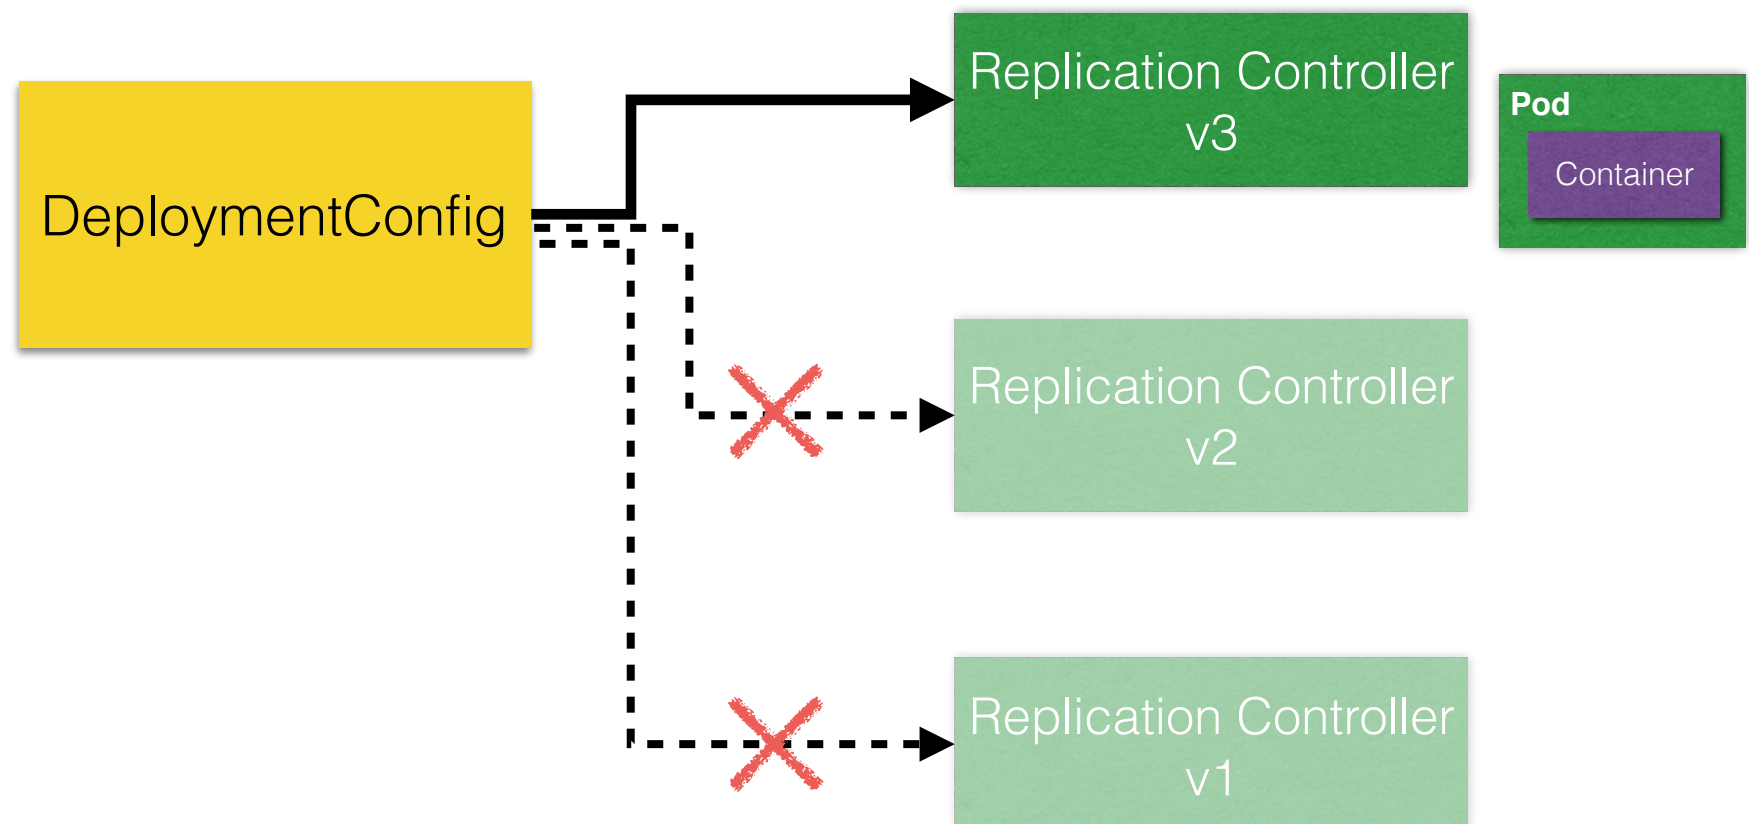 DeploymentConfig
Replication Controller
v3
Pod
Container
Replication Controller
v2
Replication Controller
v1